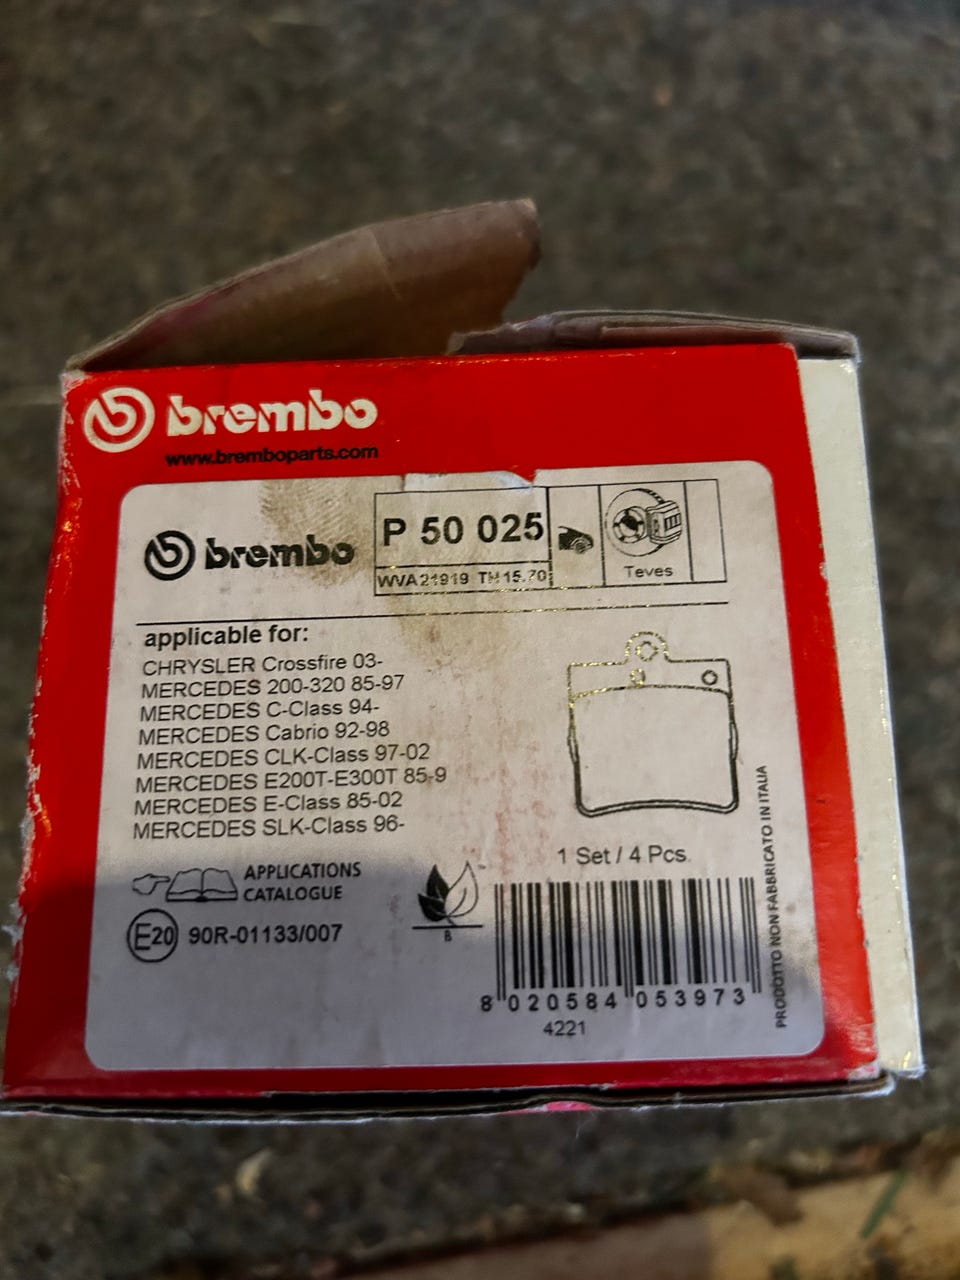 brembo
www.bremboparts.com
brembo
P 50 025
WVA21919 TH 15.70
Teves
applicable for:
CHRYSLER Crossfire 03-
MERCEDES 200-320 85-97
MERCEDES C-Class 94-
MERCEDES Cabrio 92-98
MERCEDES CLK-Class 97-02
MERCEDES E200T-E300T 85-9
MERCEDES E-Class 85-02
MERCEDES SLK-Class 96-
1 Set / 4 Pcs.
APPLICATIONS
CATALOGUE
E20 90R-01133/007
B
8 020584 053973
4221
PRODOTTO NON FABBRICATO IN ITALIA